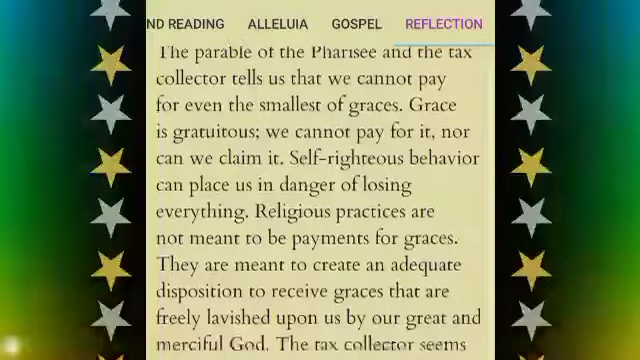 ND READING ALLELUIA GOSPEL REFLECTION
The parable of the Pharisee and the tax
collector tells us that we cannot pay
for even the smallest of graces. Grace
is gratuitous; we cannot pay for it, nor
can we claim it. Self-righteous behavior
can place us in danger of losing
everything. Religious practices are
not meant to be payments for graces.
They are meant to create an adequate
disposition to receive graces that are
freely lavished upon us by our great and
merciful God. The tax collector seems